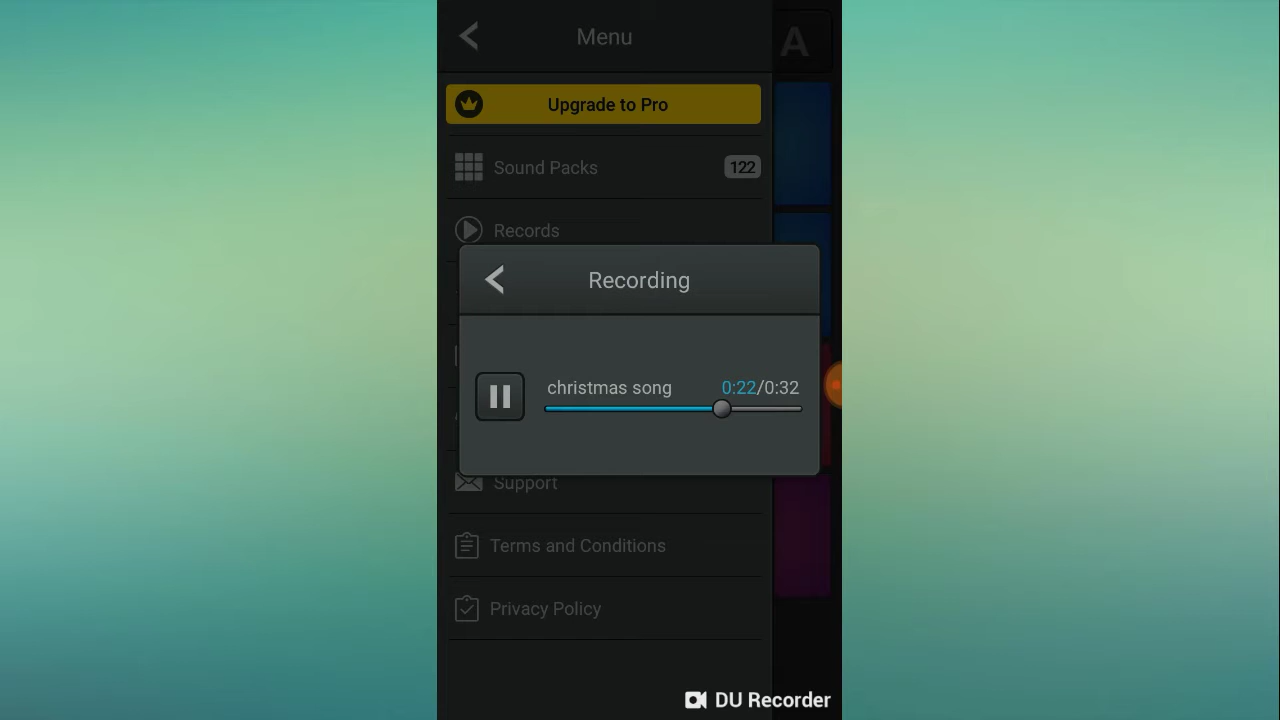 Menu
A
Upgrade to Pro
Sound Packs 122
Records
Recording
christmas song 0:22/0:32
Support
Terms and Conditions
Privacy Policy
DU Recorder